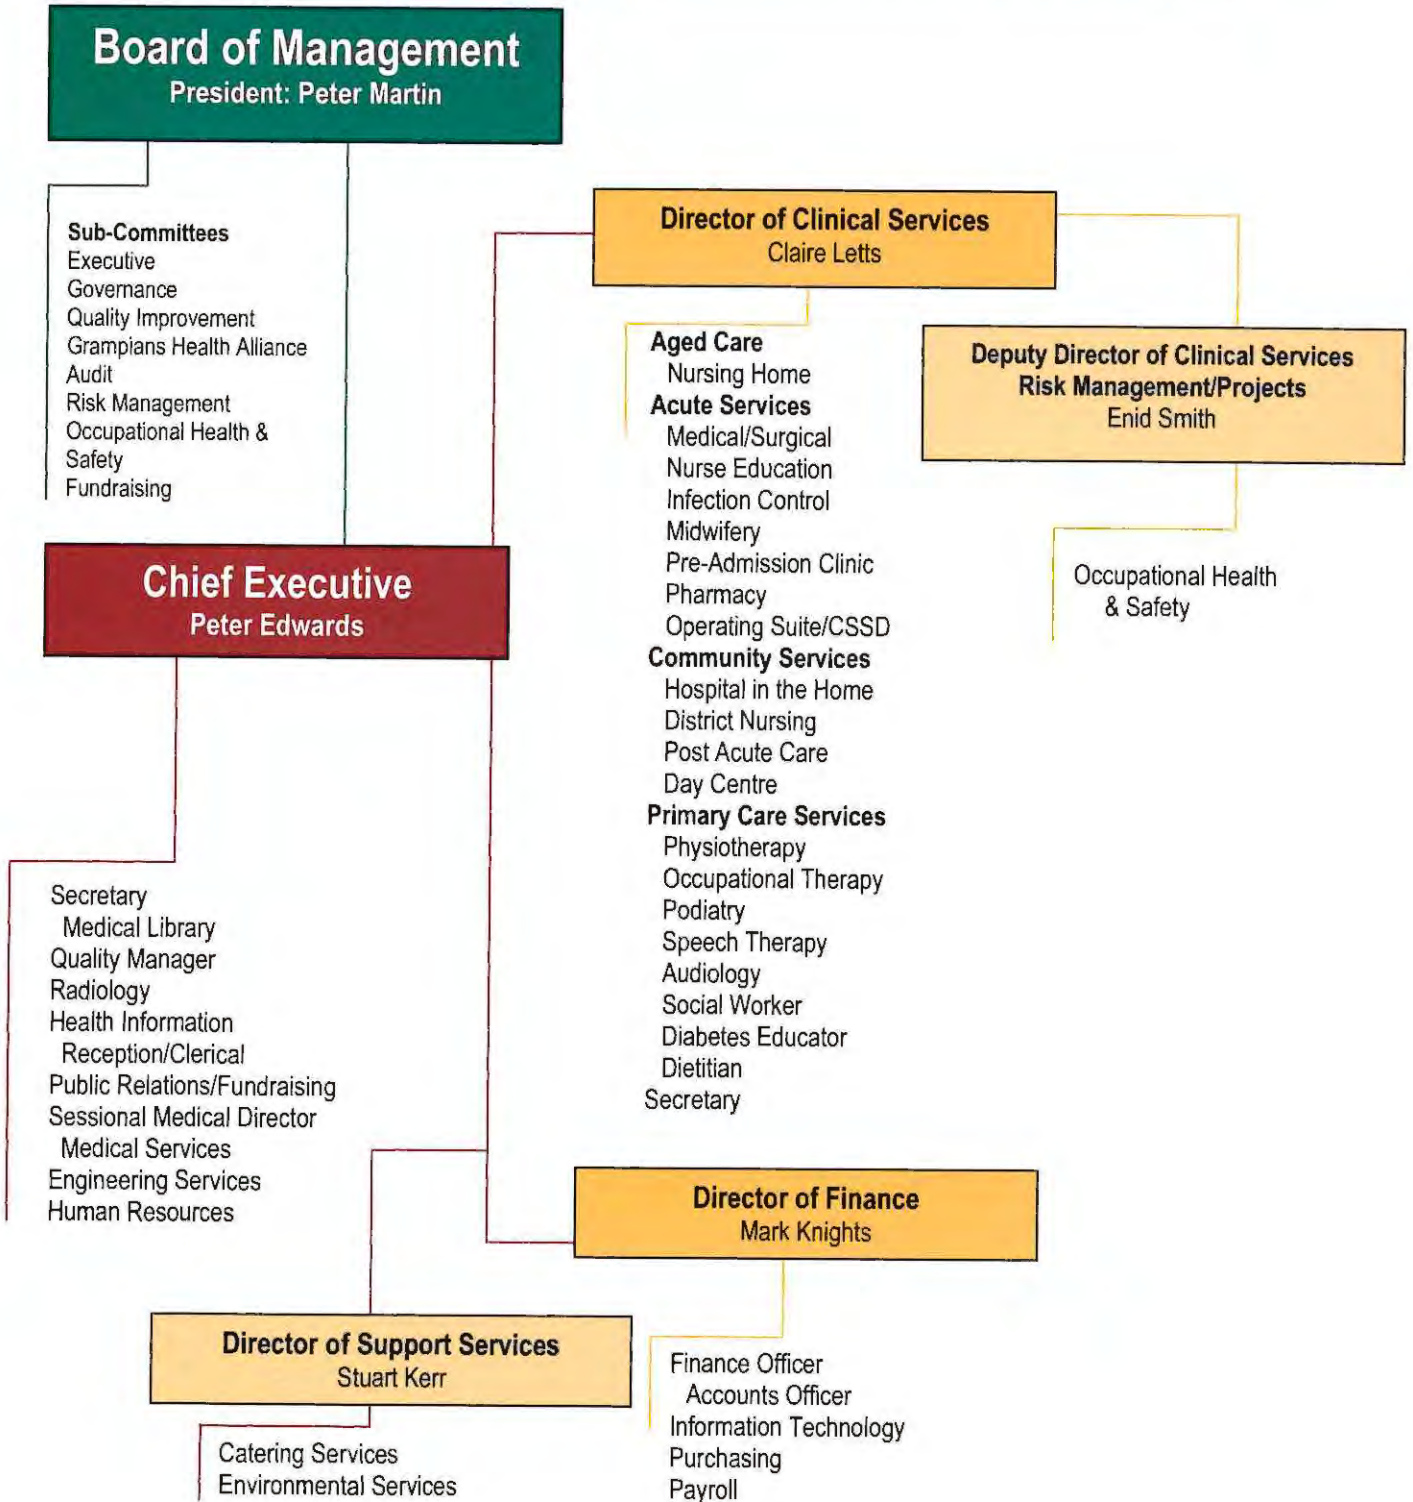 Board of Management
President: Peter Martin
Sub-Committees
Executive
Governance
Quality Improvement
Grampians Health Alliance
Audit
Risk Management
Occupational Health &
Safety
Fundraising
Director of Clinical Services
Claire Letts
Aged Care
Nursing Home
Acute Services
Medical/Surgical
Nurse Education
Infection Control
Midwifery
Pre-Admission Clinic
Pharmacy
Operating Suite/CSSD
Community Services
Hospital in the Home
District Nursing
Post Acute Care
Day Centre
Primary Care Services
Physiotherapy
Occupational Therapy
Podiatry
Speech Therapy
Audiology
Social Worker
Diabetes Educator
Dietitian
Secretary
Deputy Director of Clinical Services
Risk Management/Projects
Enid Smith
Occupational Health
& Safety
Chief Executive
Peter Edwards
Secretary
Medical Library
Quality Manager
Radiology
Health Information
Reception/Clerical
Public Relations/Fundraising
Sessional Medical Director
Medical Services
Engineering Services
Human Resources
Director of Finance
Mark Knights
Finance Officer
Accounts Officer
Information Technology
Purchasing
Payroll
Director of Support Services
Stuart Kerr
Catering Services
Environmental Services